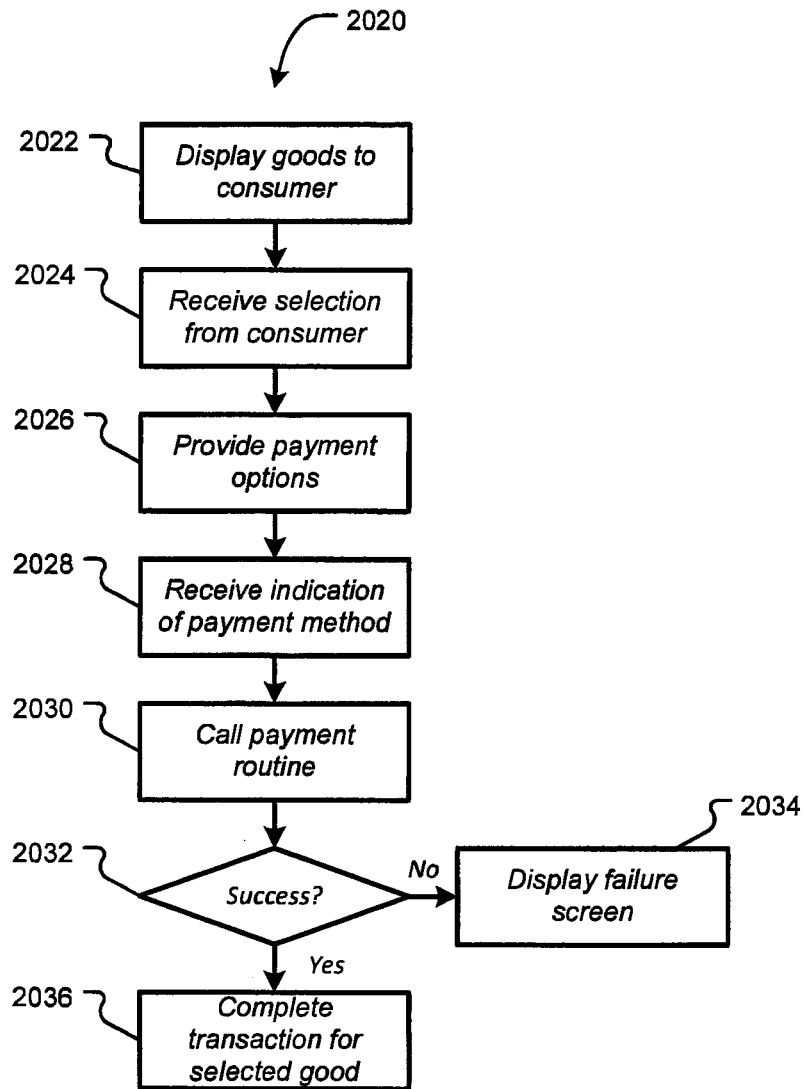 2020
2022
Display goods to
consumer
2024
Receive selection
from consumer
2026
Provide payment
options
2028
Receive indication
of payment method
2030
Call payment
routine
2032
Success?
No
2034
Display failure
screen
Yes
2036
Complete
transaction for
selected good